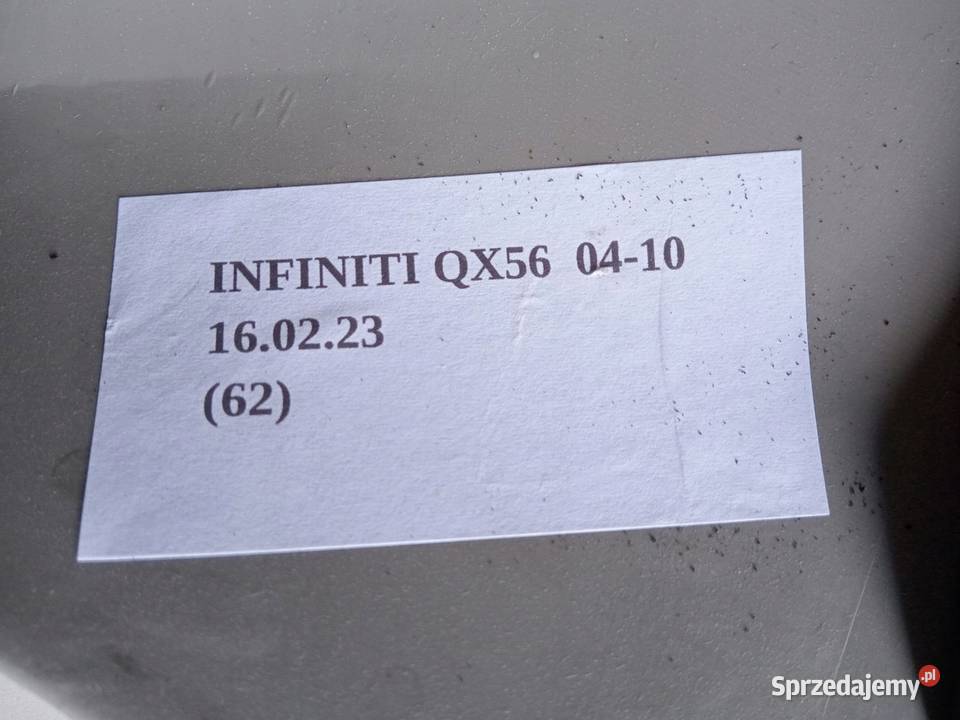 INFINITI QX56 04-10
16.02.23
(62)
Sprzedajemy.pl